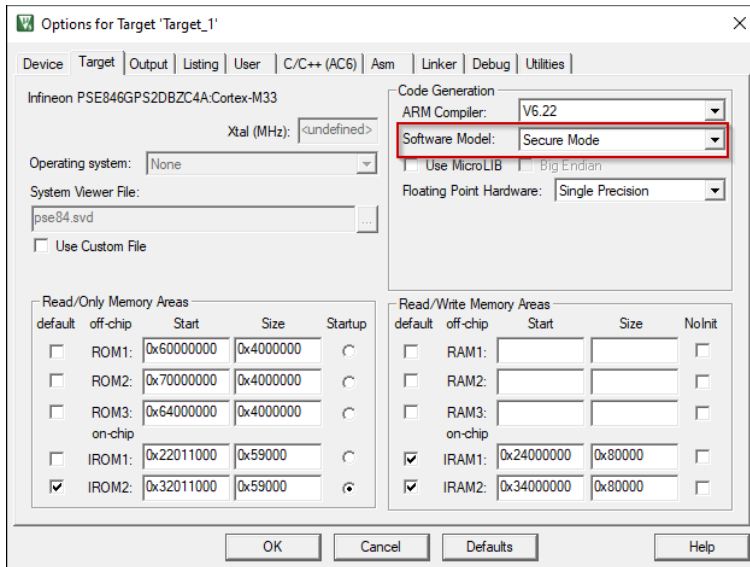 Options for Target 'Target_1'
Device Target Output Listing User C/C++ (AC6) Asm Linker Debug Utilities
Infineon PSE846GPS2DBZC4A:Cortex-M33
Xtal (MHz): <undefined>
Operating system: None
System Viewer File:
pse84.svd ...
Use Custom File
Code Generation
ARM Compiler: V6.22
Software Model: Secure Mode
Use MicroLIB Big Endian
Floating Point Hardware: Single Precision
Read/Only Memory Areas
default off-chip Start Size Startup
ROM1: 0x60000000 0x4000000
ROM2: 0x70000000 0x4000000
ROM3: 0x64000000 0x4000000
on-chip
IROM1: 0x22011000 0x59000
IROM2: 0x32011000 0x59000
Read/Write Memory Areas
default off-chip Start Size NoInit
RAM1:
RAM2:
RAM3:
on-chip
IRAM1: 0x24000000 0x80000
IRAM2: 0x34000000 0x80000
OK Cancel Defaults Help